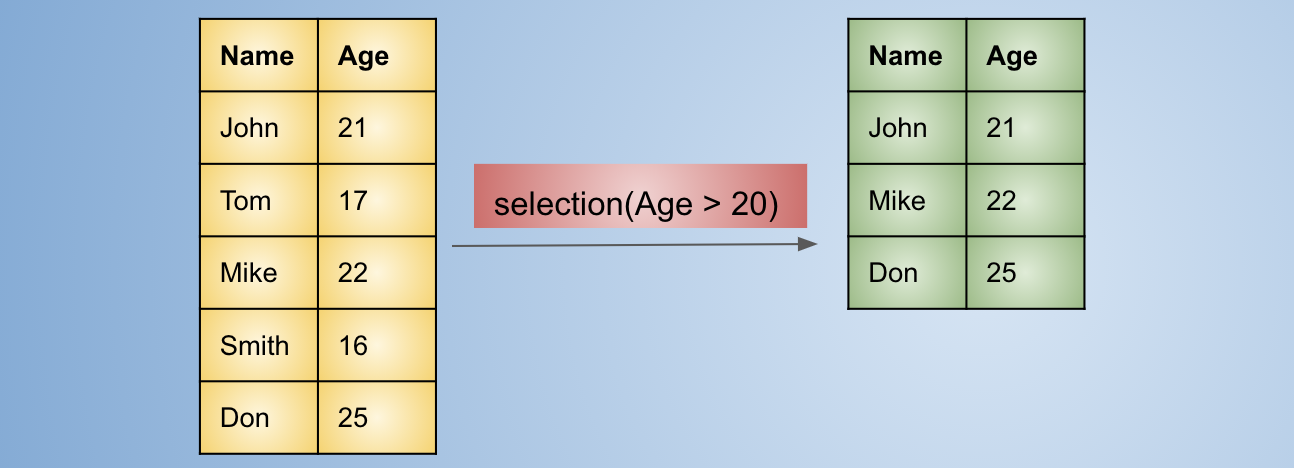 Name Age
John 21
Tom 17
Mike 22
Smith 16
Don 25
selection(Age > 20)
Name Age
John 21
Mike 22
Don 25